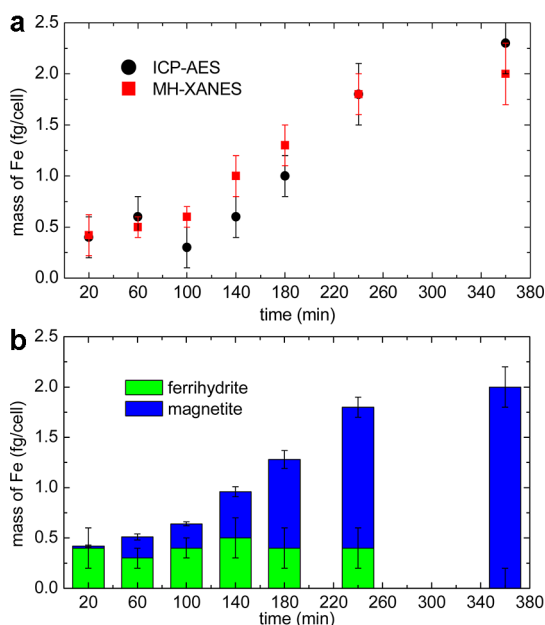 a
2.5
2.0
1.5
1.0
0.5
0.0
mass of Fe (fg/cell)
ICP-AES
MH-XANES
20 60 100 140 180 220 260 300 340 380
time (min)
b
2.5
2.0
1.5
1.0
0.5
0.0
mass of Fe (fg/cell)
ferrihydrite
magnetite
20 60 100 140 180 220 260 300 340 380
time (min)